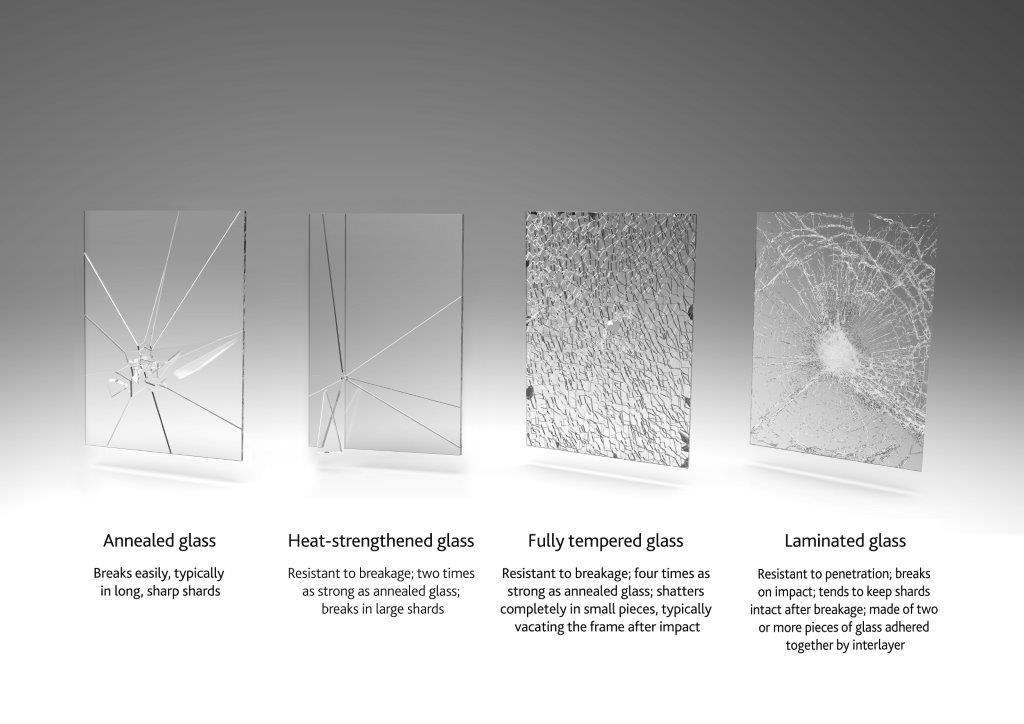 Annealed glass
Breaks easily, typically
in long, sharp shards
Heat-strengthened glass
Resistant to breakage; two times
as strong as annealed glass;
breaks in large shards
Fully tempered glass
Resistant to breakage; four times as
strong as annealed glass; shatters
completely in small pieces, typically
vacating the frame after impact
Laminated glass
Resistant to penetration; breaks
on impact; tends to keep shards
intact after breakage; made of two
or more pieces of glass adhered
together by interlayer